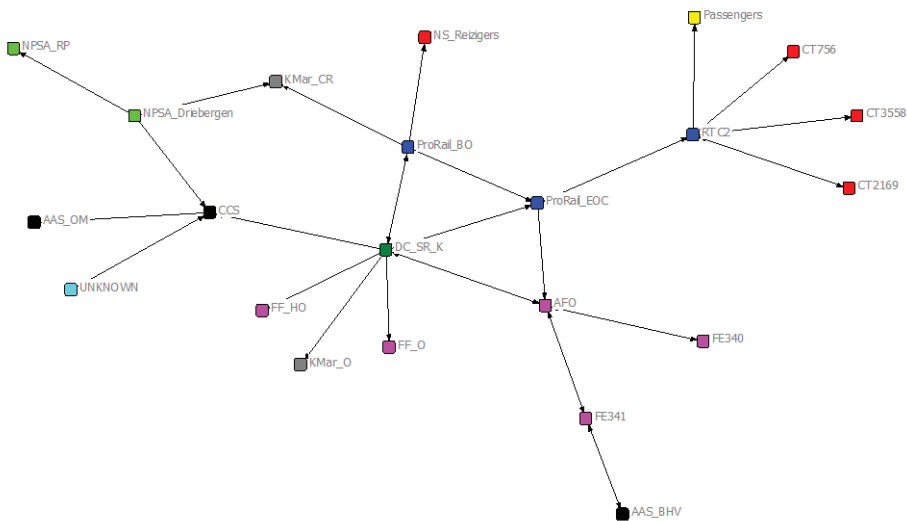 Passengers
NS_Reizigers
NPSA_RP
CT756
KMar_CR
CT3558
NPSA_Driebergen
RTC2
ProRail_BO
CT2169
ProRail_EOC
CCS
AAS_OM
DC_SR_K
UNKNOWN
FF_HO
AFO
FE340
FF_O
KMar_O
FE341
AAS_BHV